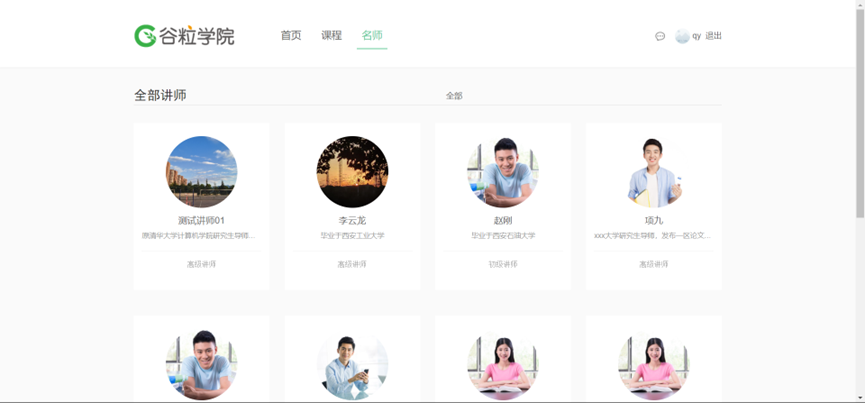 谷粒学院
首页 课程 名师
qy 退出
全部讲师
全部
测试讲师01
原清华大学计算机学院研究生导师...
高级讲师
李云龙
毕业于西安工业大学
高级讲师
赵刚
毕业于西安石油大学
初级讲师
项九
xxx大学研究生导师，发布一区论文...
高级讲师